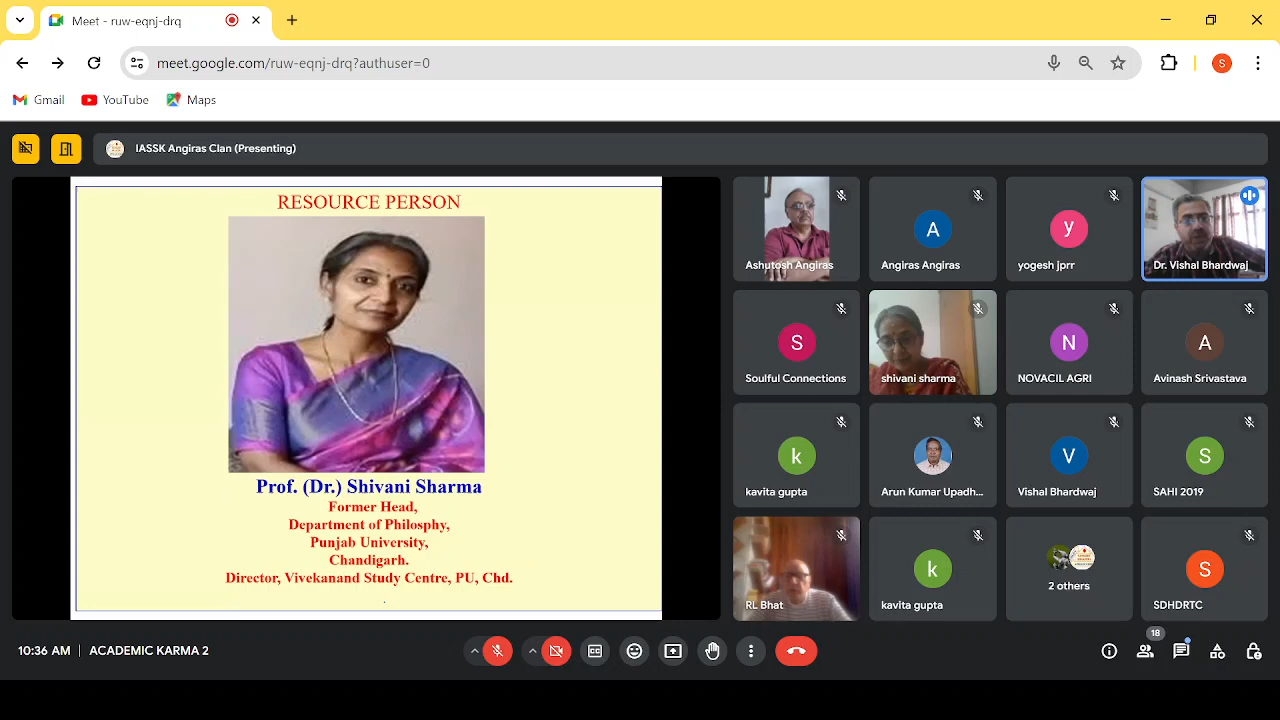 Meet - ruw-eqnj-drq
meet.google.com/ruw-eqnj-drq?authuser=0
S
Gmail
YouTube
Maps
IASSK Angiras Clan (Presenting)
RESOURCE PERSON
Prof. (Dr.) Shivani Sharma
Former Head,
Department of Philosphy,
Punjab University,
Chandigarh.
Director, Vivekanand Study Centre, PU, Chd.
Ashutosh Angiras
A
Angiras Angiras
y
yogesh jprr
Dr. Vishal Bhardwaj
S
Soulful Connections
shivani sharma
N
NOVACIL AGRI
A
Avinash Srivastava
k
kavita gupta
Arun Kumar Upadh...
V
Vishal Bhardwaj
S
SAHI 2019
RL Bhat
k
kavita gupta
2 others
S
SDHDRTC
10:36 AM | ACADEMIC KARMA 2
18